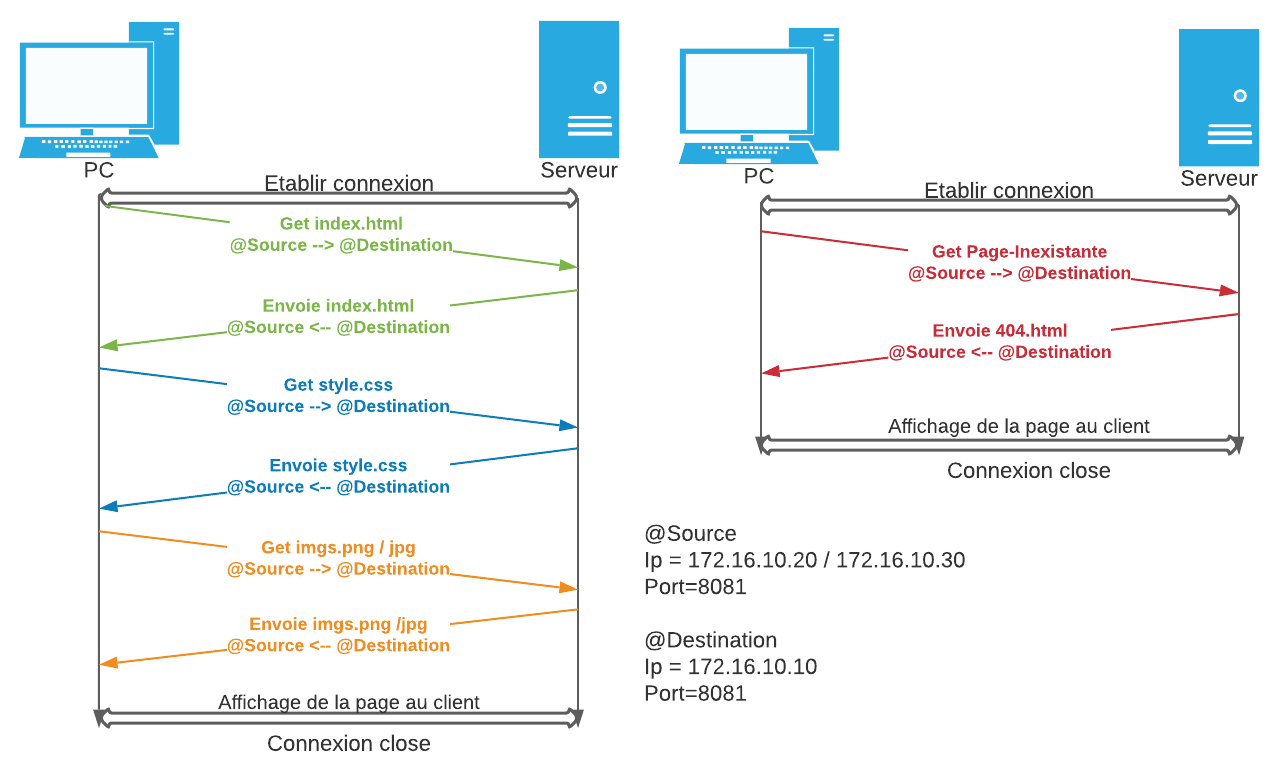 PC
Serveur
Etablir connexion
Get index.html
@Source --> @Destination
Envoie index.html
@Source <-- @Destination
Get style.css
@Source --> @Destination
Envoie style.css
@Source <-- @Destination
Get imgs.png / jpg
@Source --> @Destination
Envoie imgs.png /jpg
@Source <-- @Destination
Affichage de la page au client
Connexion close
PC
Serveur
Etablir connexion
Get Page-Inexistante
@Source --> @Destination
Envoie 404.html
@Source <-- @Destination
Affichage de la page au client
Connexion close
@Source
Ip = 172.16.10.20 / 172.16.10.30
Port=8081
@Destination
Ip = 172.16.10.10
Port=8081